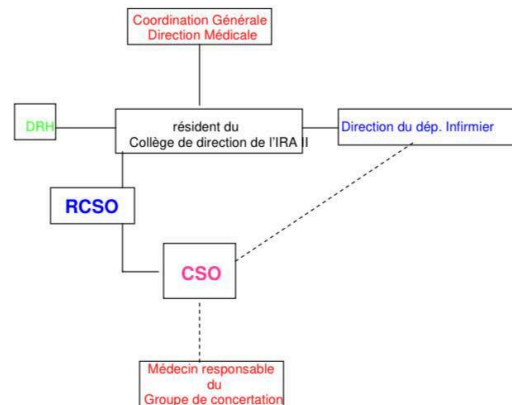 Coordination Générale
Direction Médicale
DRH
résident du
Collège de direction de l'IRA II
Direction du dép. Infirmier
RCSO
CSO
Médecin responsable
du
Groupe de concertation